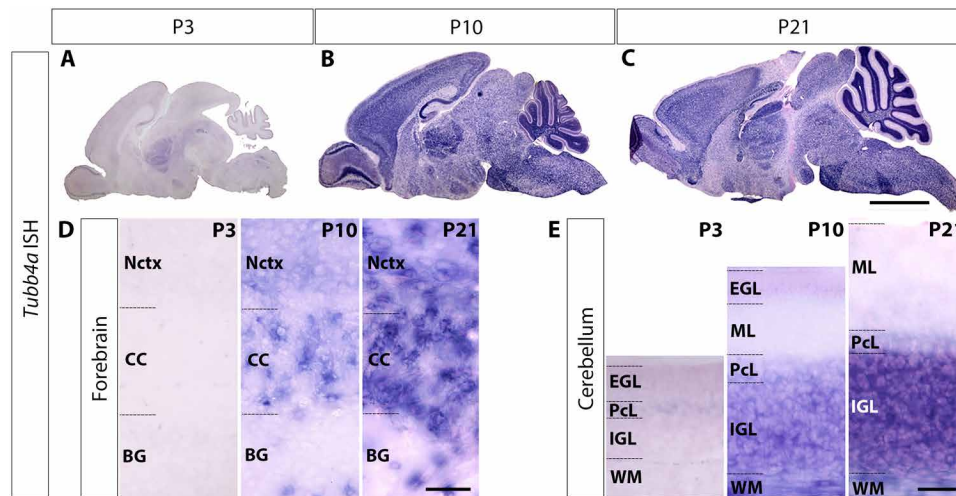 P3 P10 P21
Tubb4a ISH
A B C
Forebrain
D P3 P10 P21
Nctx Nctx Nctx
CC CC CC
BG BG BG
Cerebellum
E P3 P10 P21
EGL
PcL
IGL
WM
EGL
ML
PcL
IGL
WM
ML
PcL
IGL
WM